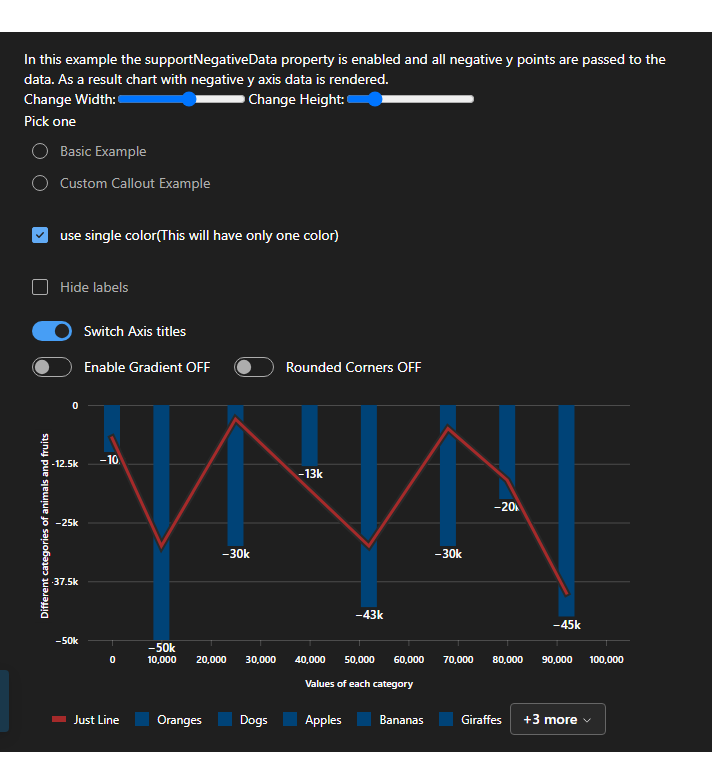 In this example the supportNegativeData property is enabled and all negative y points are passed to the
data. As a result chart with negative y axis data is rendered.
Change Width: Change Height:
Pick one
Basic Example
Custom Callout Example
use single color(This will have only one color)
Hide labels
Switch Axis titles
Enable Gradient OFF Rounded Corners OFF
Different categories of animals and fruits
0
−12.5k
−25k
−37.5k
−50k
−10
−50k
−30k
−13k
−43k
−30k
−20k
−45k
0 10,000 20,000 30,000 40,000 50,000 60,000 70,000 80,000 90,000 100,000
Values of each category
Just Line Oranges Dogs Apples Bananas Giraffes +3 more